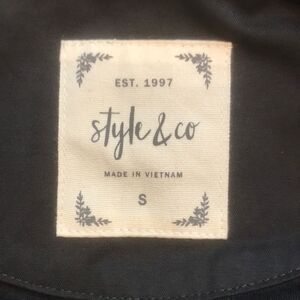 EST. 1997
style & co
MADE IN VIETNAM
S